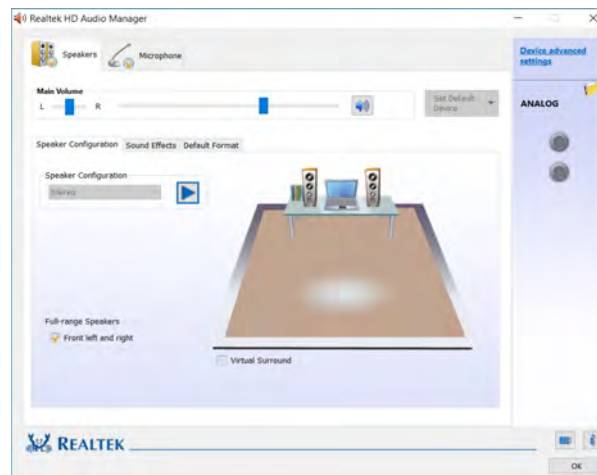 Realtek HD Audio Manager
Speakers
Microphone
Device advanced
settings
Main Volume
L
R
Set Default
Device
ANALOG
Speaker Configuration
Sound Effects
Default Format
Speaker Configuration
Stereo
Full-range Speakers
Front left and right
Virtual Surround
REALTEK
OK